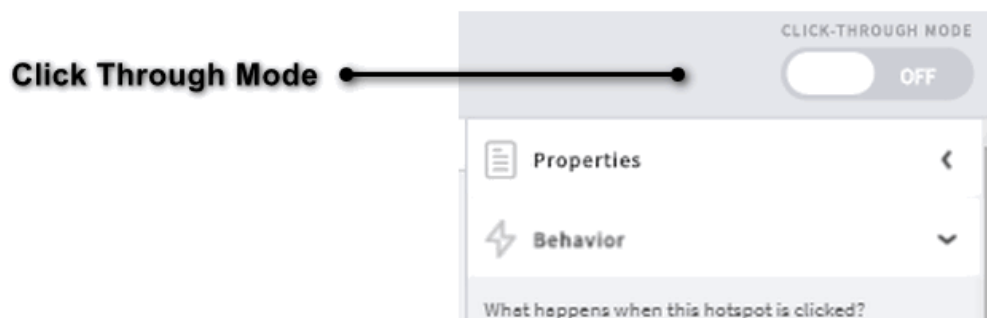 CLICK-THROUGH MODE
Click Through Mode
OFF
Properties
Behavior
What happens when this hotspot is clicked?